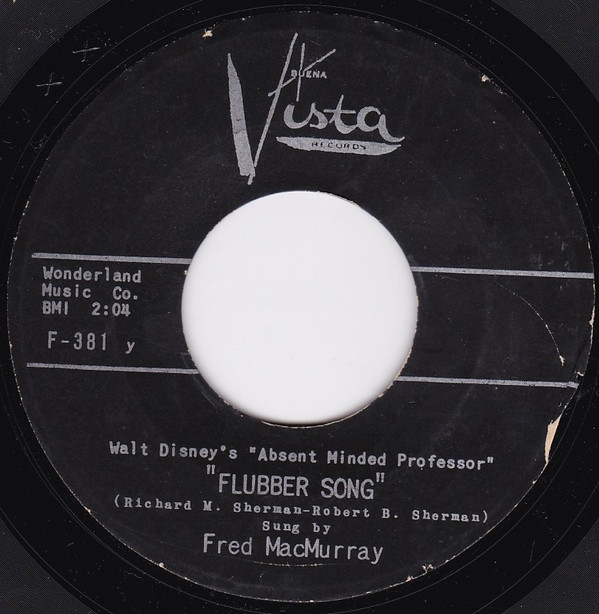 BUENA
Vista
RECORDS
Wonderland
Music Co.
BMI 2:04
F-381 y
Walt Disney's "Absent Minded Professor"
"FLUBBER SONG"
(Richard M. Sherman-Robert B. Sherman)
Sung by
Fred MacMurray